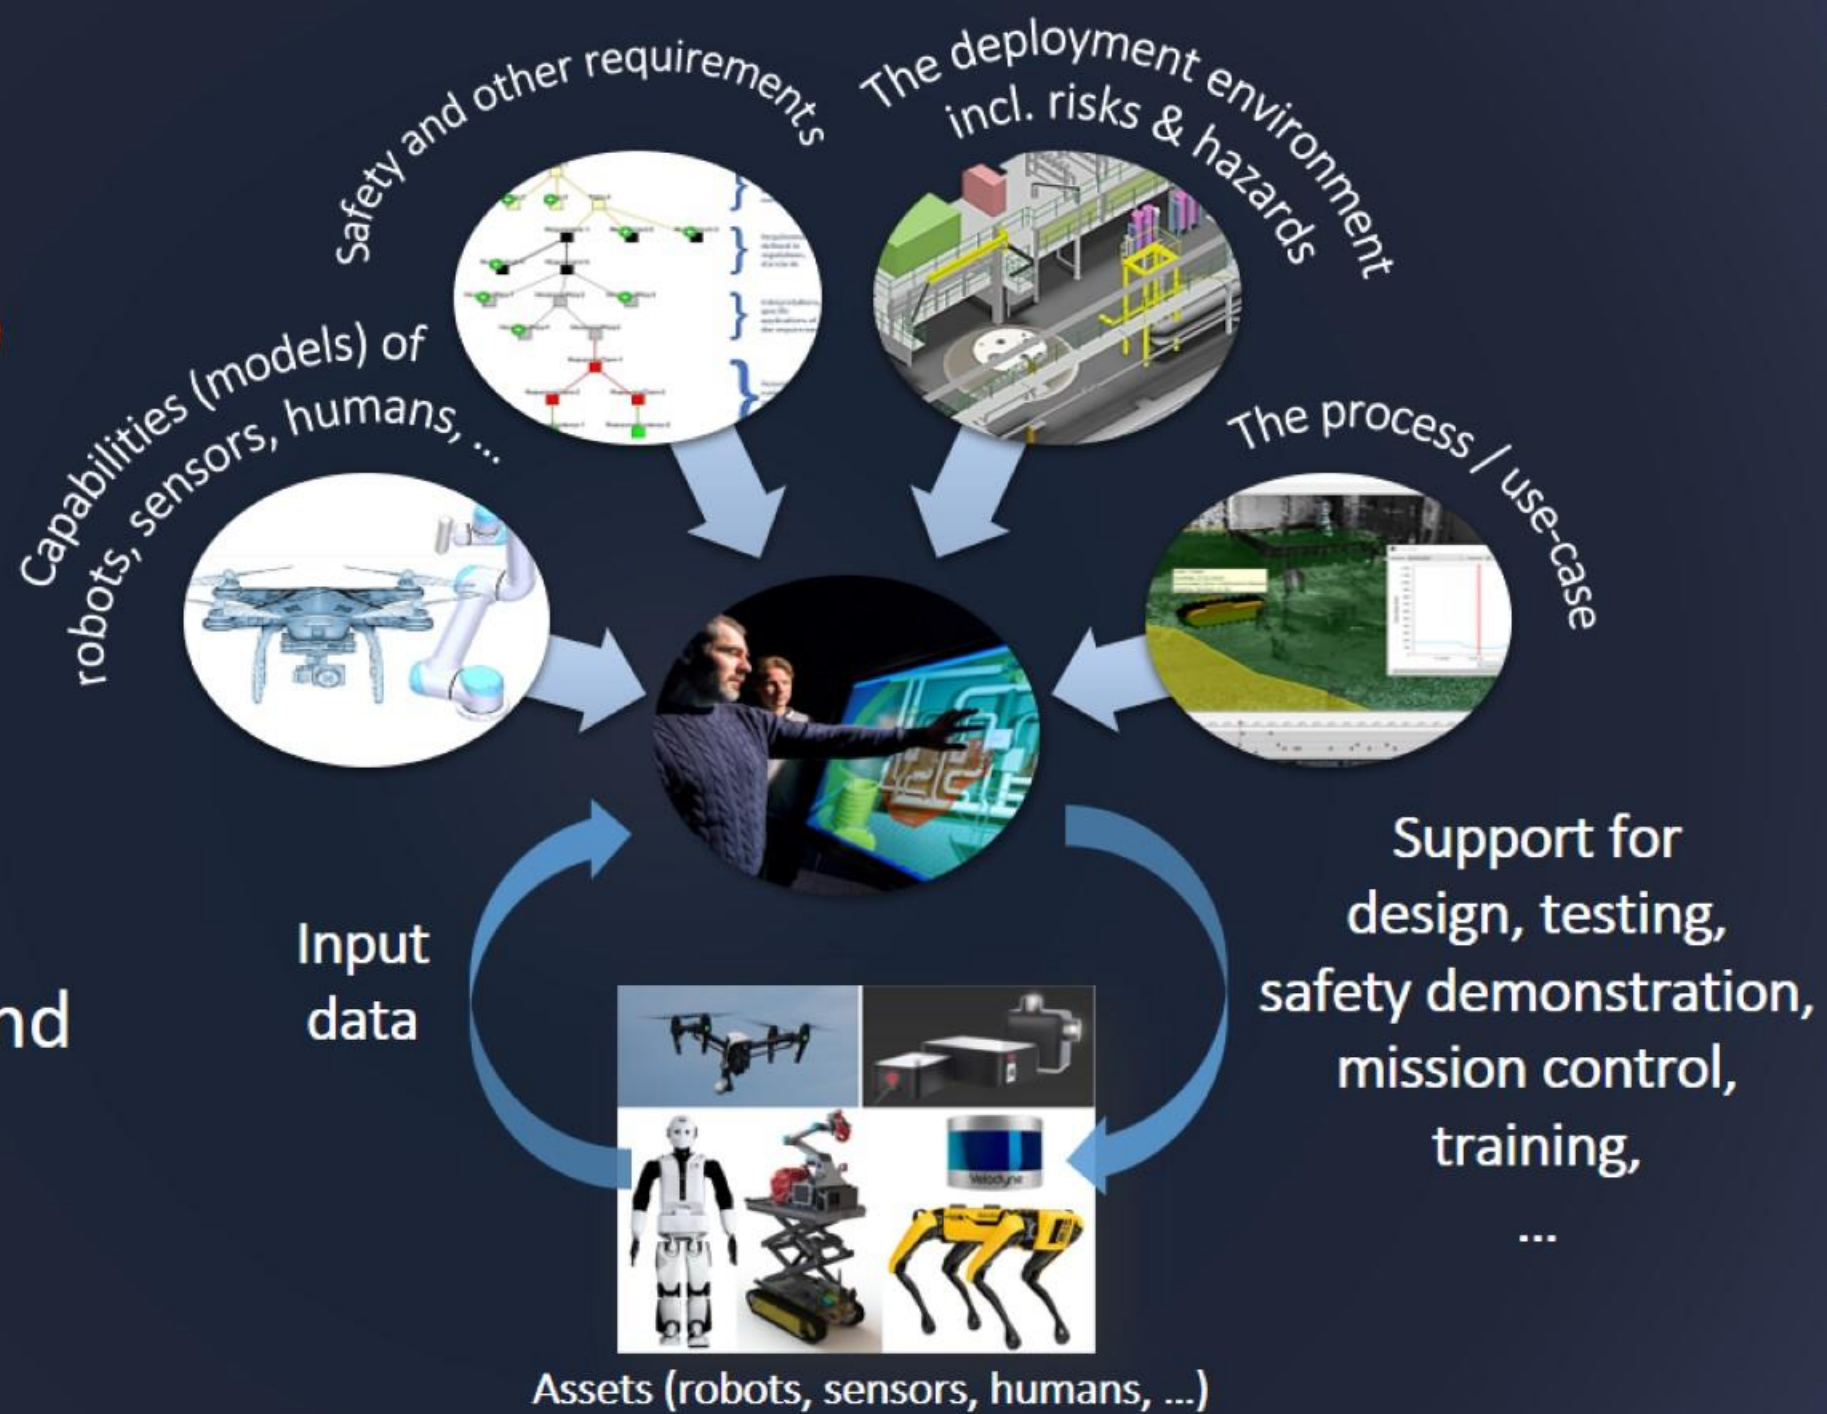 Safety and other requirements
The deployment environment
incl. risks & hazards
Capabilities (models) of
robots, sensors, humans, ...
The process / use-case
Input
data
nd
Support for
design, testing,
safety demonstration,
mission control,
training,
...
Velodyne
Assets (robots, sensors, humans, ...)